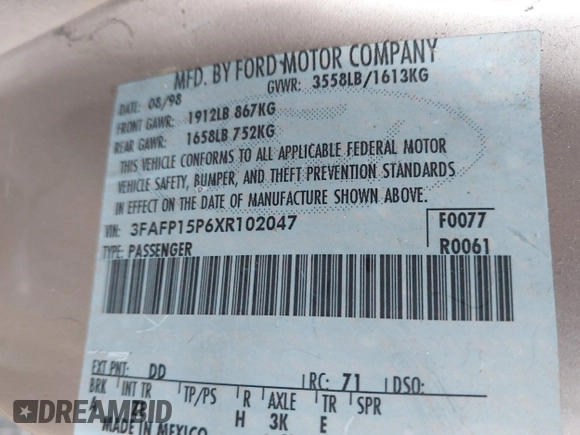 MFD. BY FORD MOTOR COMPANY
DATE: 08/98 GVWR: 3558LB/1613KG
FRONT GAWR: 1912LB 867KG
REAR GAWR: 1658LB 752KG
THIS VEHICLE CONFORMS TO ALL APPLICABLE FEDERAL MOTOR
VEHICLE SAFETY, BUMPER, AND THEFT PREVENTION STANDARDS
IN EFFECT ON THE DATE OF MANUFACTURE SHOWN ABOVE.
VIN: 3FAFP15P6XR102047 F0077
TYPE: PASSENGER R0061
EXT PNT: DD RC: 71 DSO:
BRK INT TR TP/PS R AXLE TR SPR
H 3K E
MADE IN MEXICO
DREAMBID